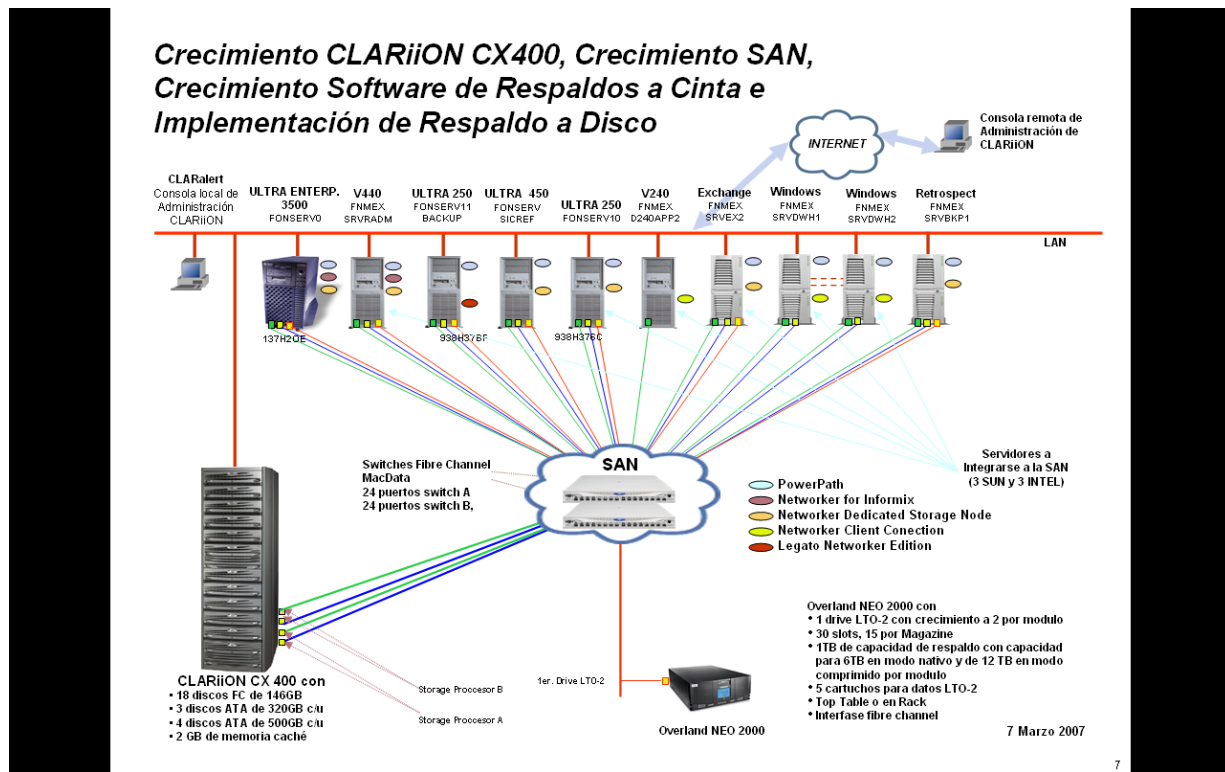 Crecimiento CLARiiON CX400, Crecimiento SAN,
Crecimiento Software de Respaldos a Cinta e
Implementación de Respaldo a Disco
INTERNET
Consola remota de
Administración de
CLARiiON
CLARalert
Consola local de
Administración
CLARiiON
ULTRA ENTERP.
3500
FONSERV0
V440
FNMEX
SRVRADM
ULTRA 250
FONSERV11
BACKUP
ULTRA 450
FONSERV
SICREF
ULTRA 250
FONSERV10
V240
FNMEX
D240APP2
Exchange
FNMEX
SRVEX2
Windows
FNMEX
SRVDWH1
Windows
FNMEX
SRVDWH2
Retrospect
FNMEX
SRVBKP1
LAN
137H20E
938H37BF
938H376C
Switches Fibre Channel
MacData
24 puertos switch A
24 puertos switch B,
SAN
Servidores a
Integrarse a la SAN
(3 SUN y 3 INTEL)
PowerPath
Networker for Informix
Networker Dedicated Storage Node
Networker Client Conection
Legato Networker Edition
CLARiiON CX 400 con
• 18 discos FC de 146GB
• 3 discos ATA de 320GB c/u
• 4 discos ATA de 500GB c/u
• 2 GB de memoria caché
Storage Proccesor B
Storage Proccesor A
1er. Drive LTO-2
Overland NEO 2000
Overland NEO 2000 con
• 1 drive LTO-2 con crecimiento a 2 por modulo
• 30 slots, 15 por Magazine
• 1TB de capacidad de respaldo con capacidad
para 6TB en modo nativo y de 12 TB en modo
comprimido por modulo
• 5 cartuchos para datos LTO-2
• Top Table o en Rack
• Interfase fibre channel
7 Marzo 2007
7